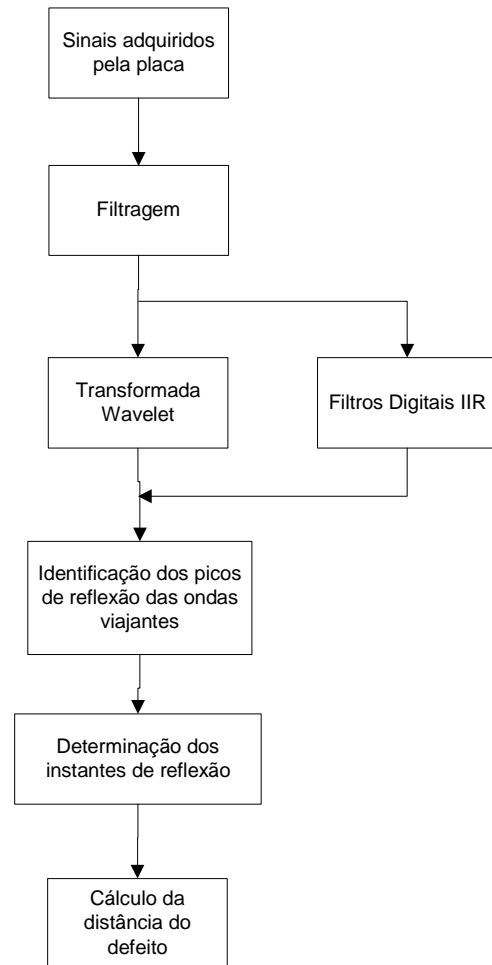 Sinais adquiridos
pela placa
Filtragem
Transformada
Wavelet
Filtros Digitais IIR
Identificação dos picos
de reflexão das ondas
viajantes
Determinação dos
instantes de reflexão
Cálculo da
distância do
defeito